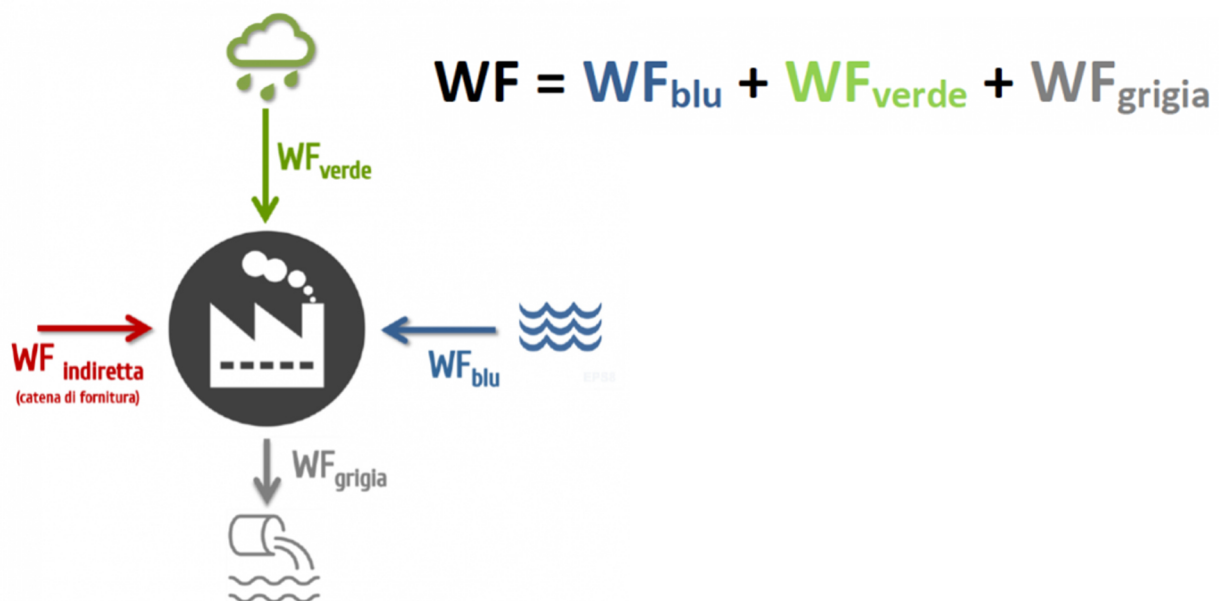 WF = WFblu + WFverde + WFgrigia
WFverde
WF indiretta
(catena di fornitura)
WFblu
WFgrigia